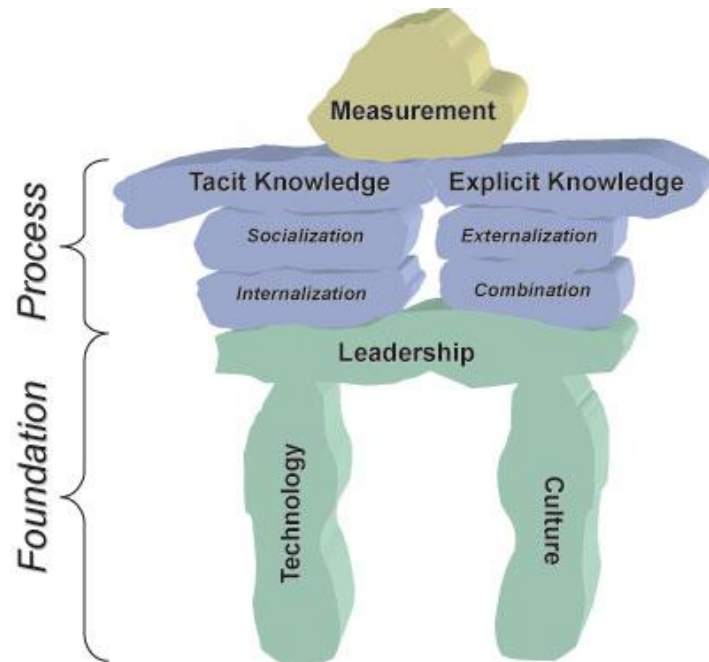 Measurement
Process
Tacit Knowledge
Explicit Knowledge
Socialization
Externalization
Internalization
Combination
Foundation
Leadership
Technology
Culture